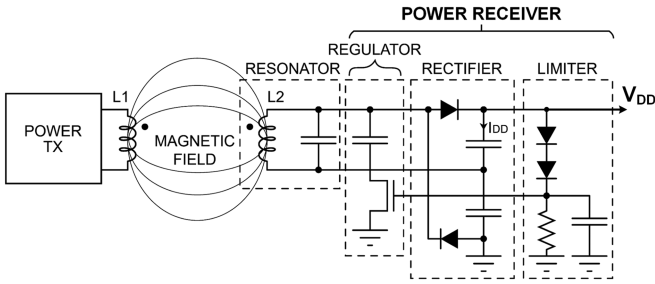 POWER RECEIVER
REGULATOR
RESONATOR
RECTIFIER
LIMITER
L1
L2
VDD
POWER
TX
MAGNETIC
FIELD
IDD